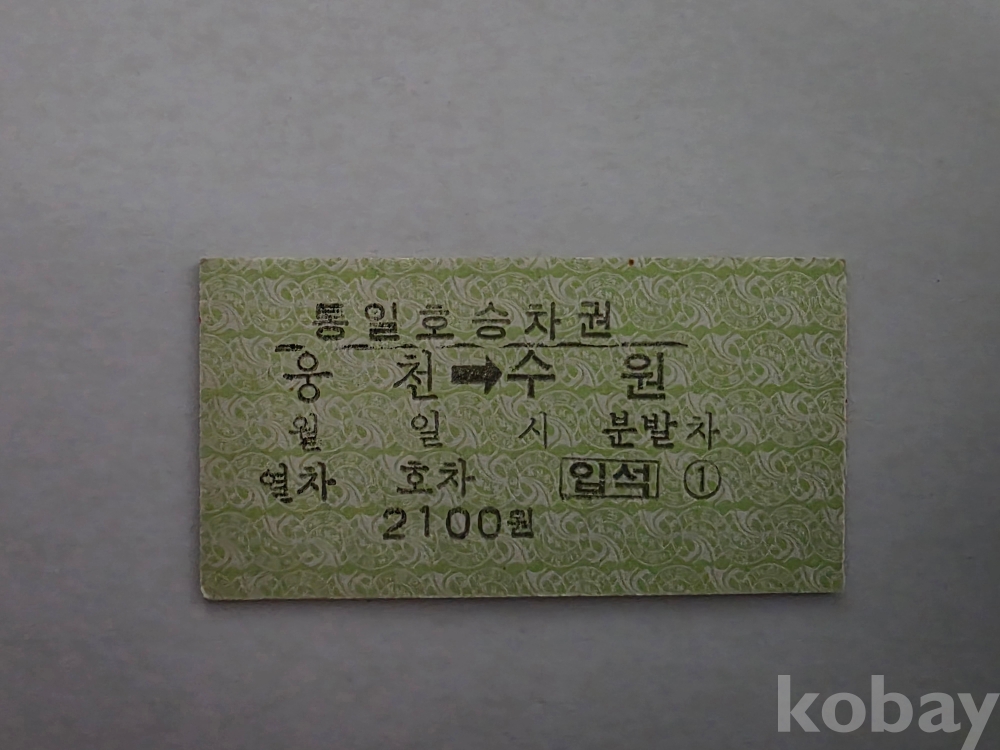 통일호승차권
웅 천➡수 원
월 일 시 분발차
열차 호차 입석 ①
2100원
kobay